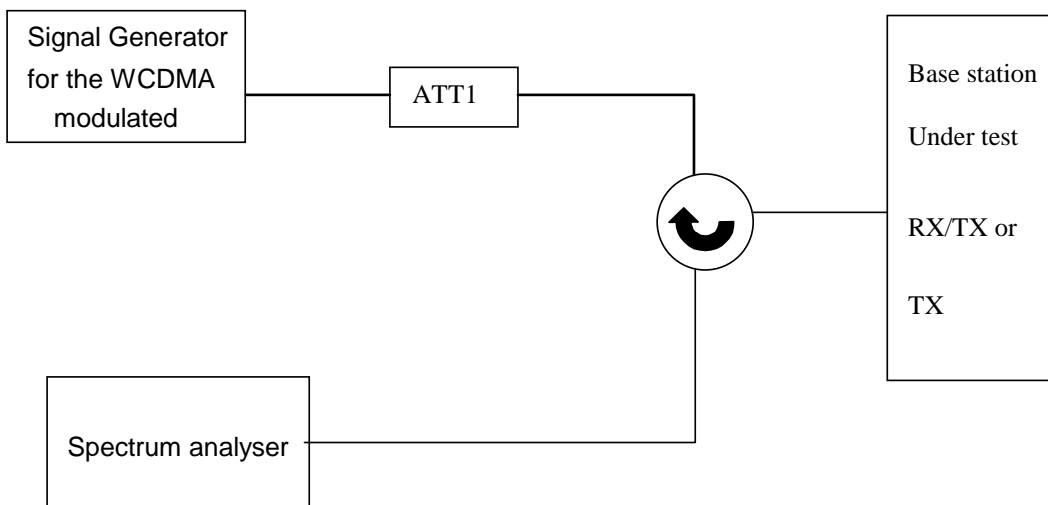 Signal Generator
for the WCDMA
modulated
ATT1
Base station
Under test
RX/TX or
TX
Spectrum analyser